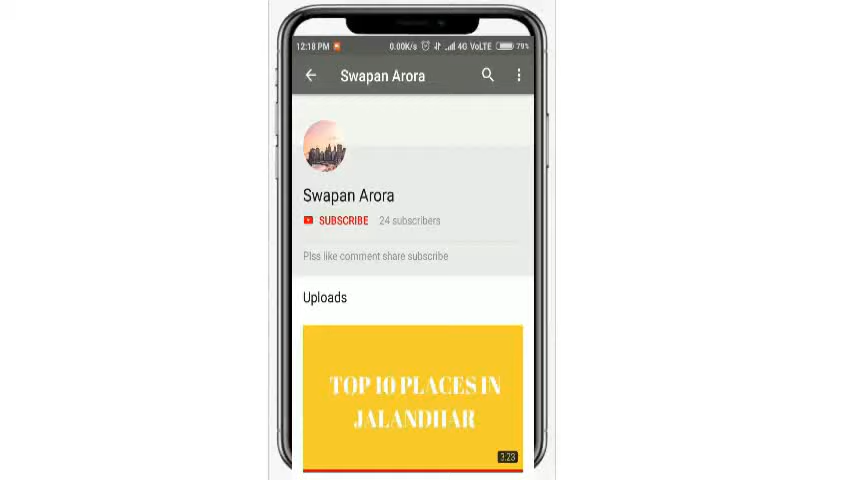 12:18 PM 0.00K/s 4G VoLTE 79%
Swapan Arora
Swapan Arora
SUBSCRIBE 24 subscribers
Plss like comment share subscribe
Uploads
TOP 10 PLACES IN
JALANDHAR
3:23